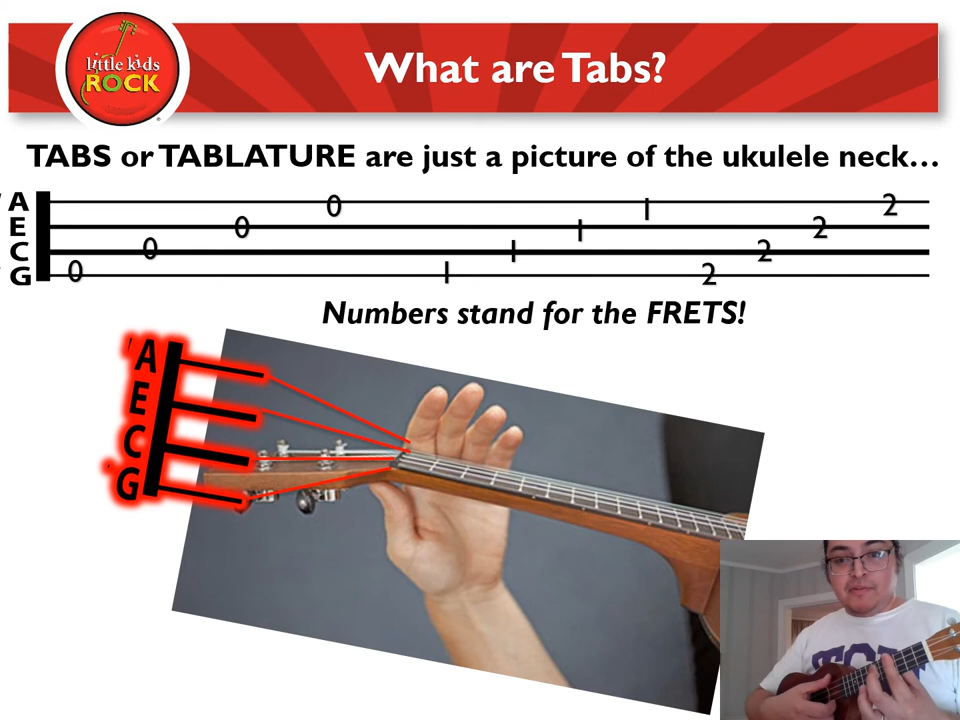 little kids
ROCK
What are Tabs?
TABS or TABLATURE are just a picture of the ukulele neck…
A
E
C
G
0 0 0 0 1 1 1 1 2 2 2 2
Numbers stand for the FRETS!
A
E
C
G